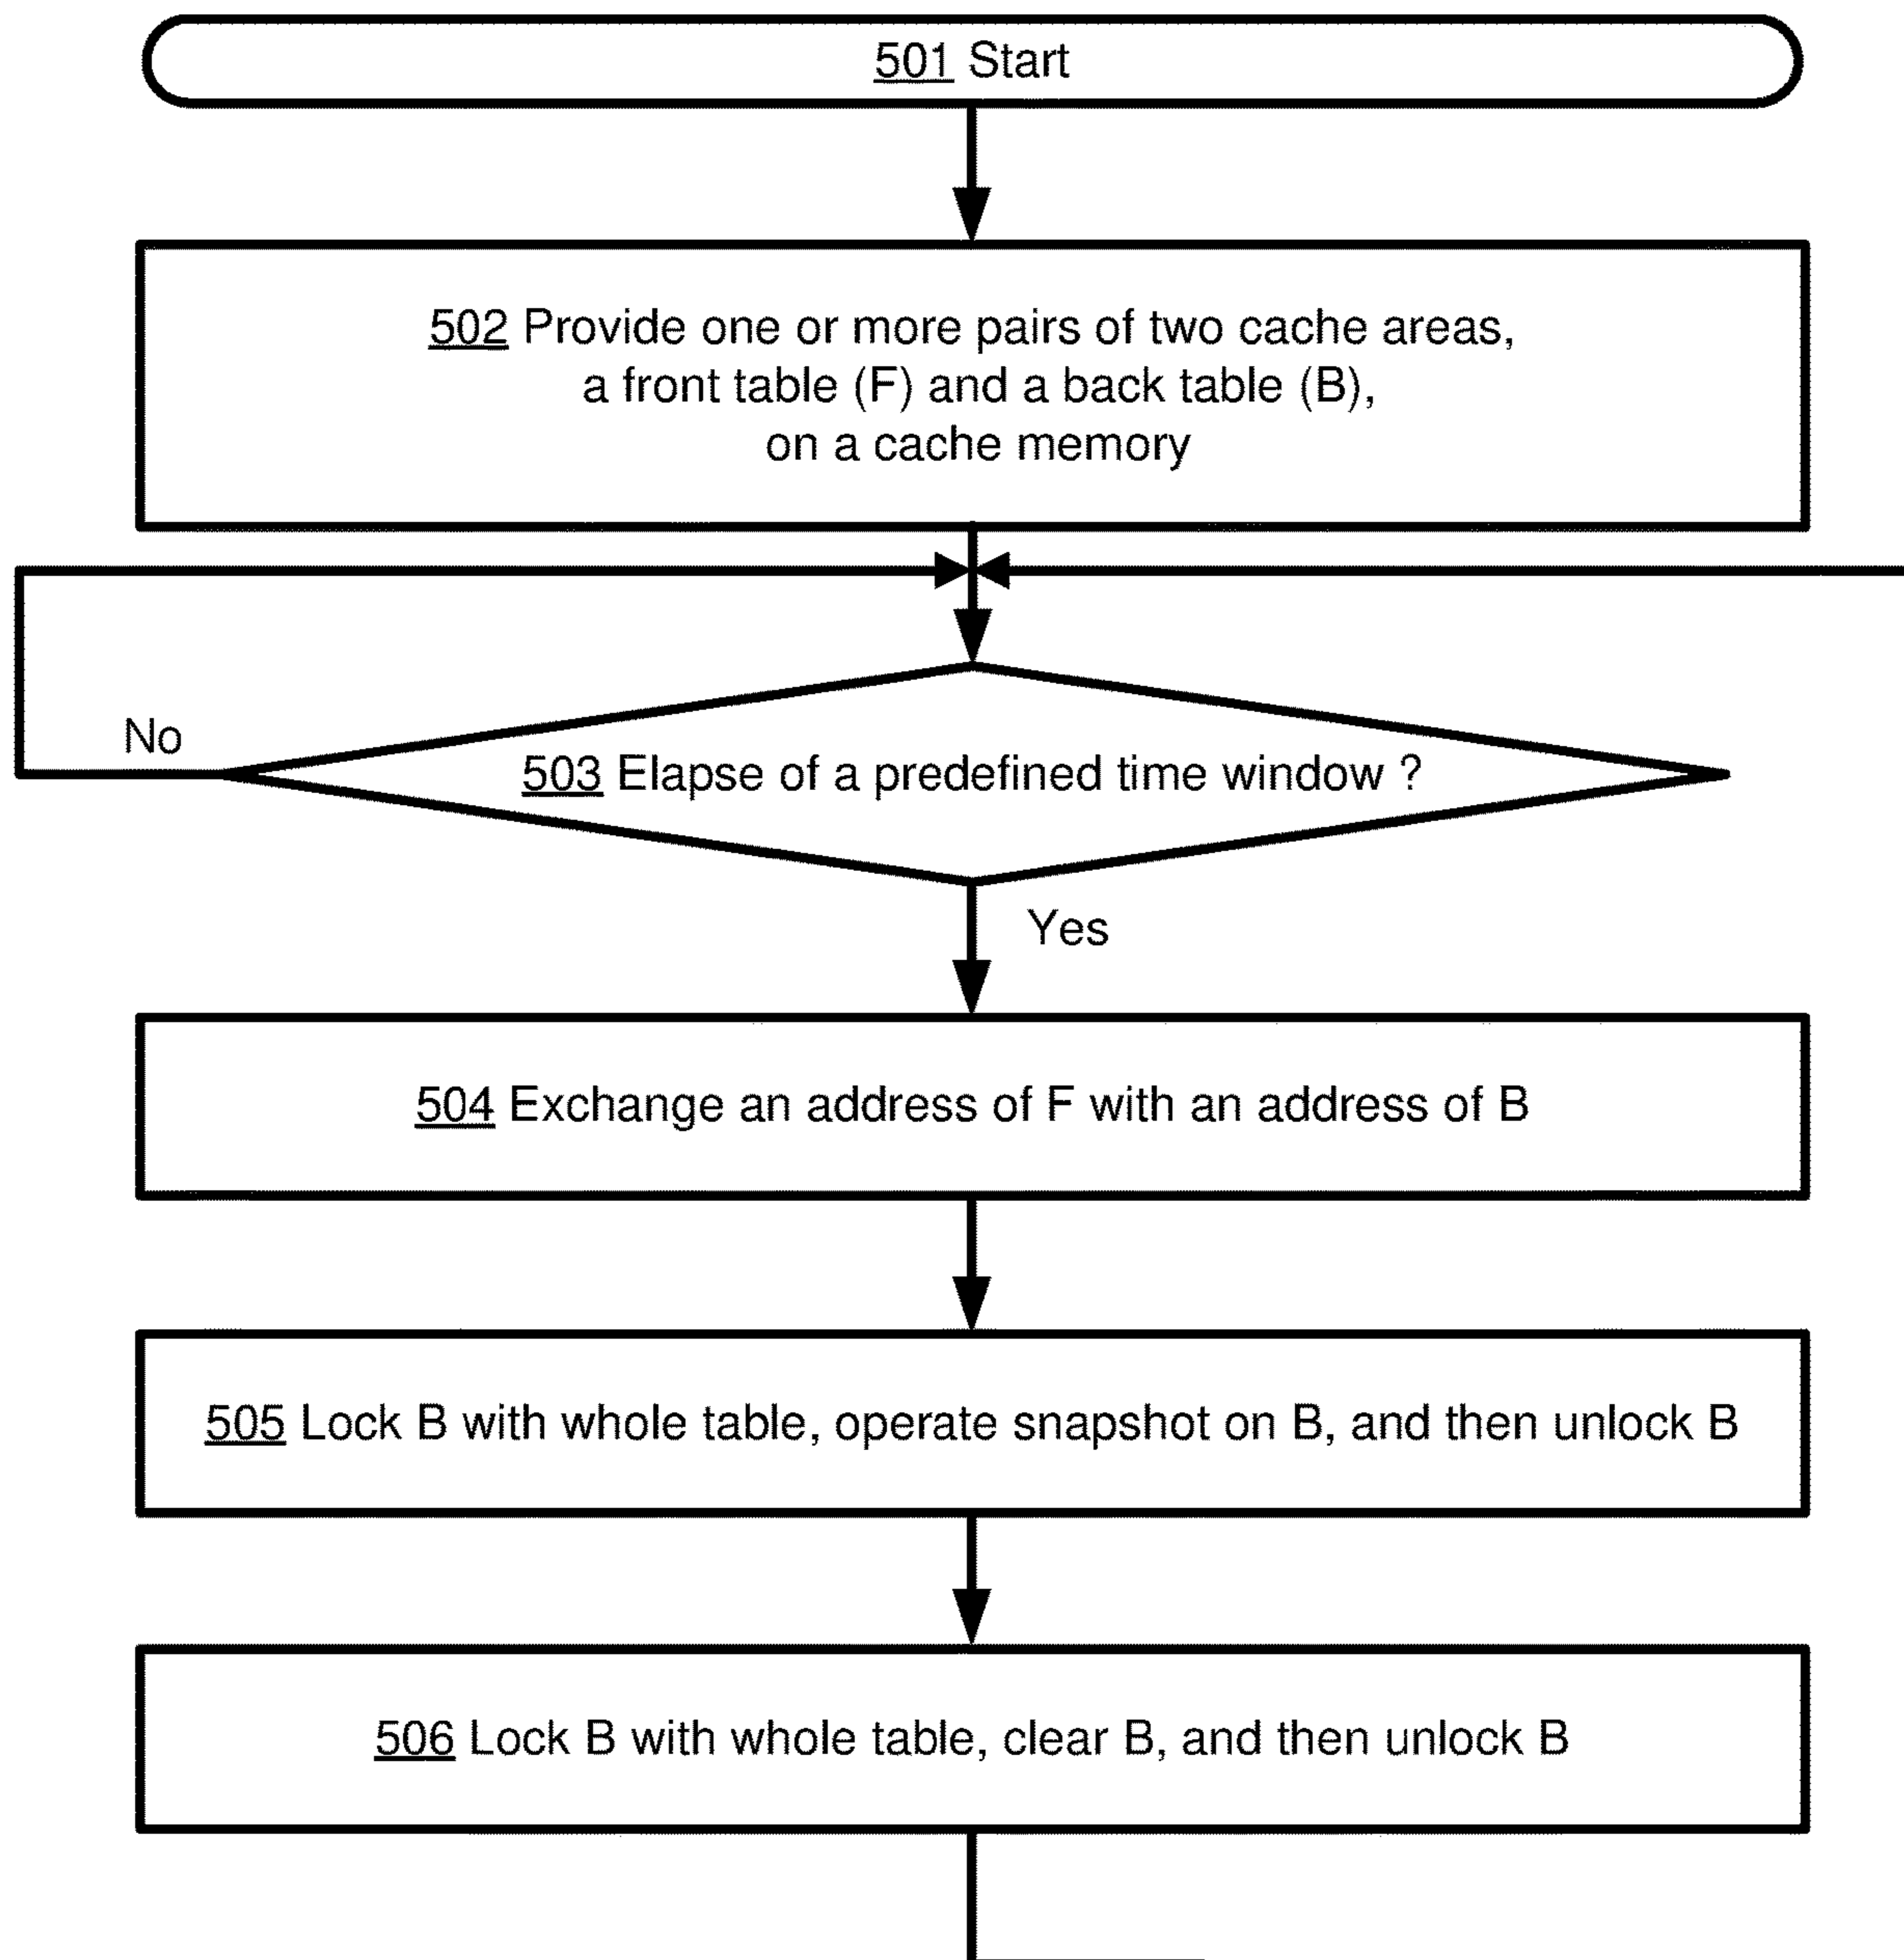 501 Start
502 Provide one or more pairs of two cache areas,
a front table (F) and a back table (B),
on a cache memory
No
503 Elapse of a predefined time window ?
Yes
504 Exchange an address of F with an address of B
505 Lock B with whole table, operate snapshot on B, and then unlock B
506 Lock B with whole table, clear B, and then unlock B